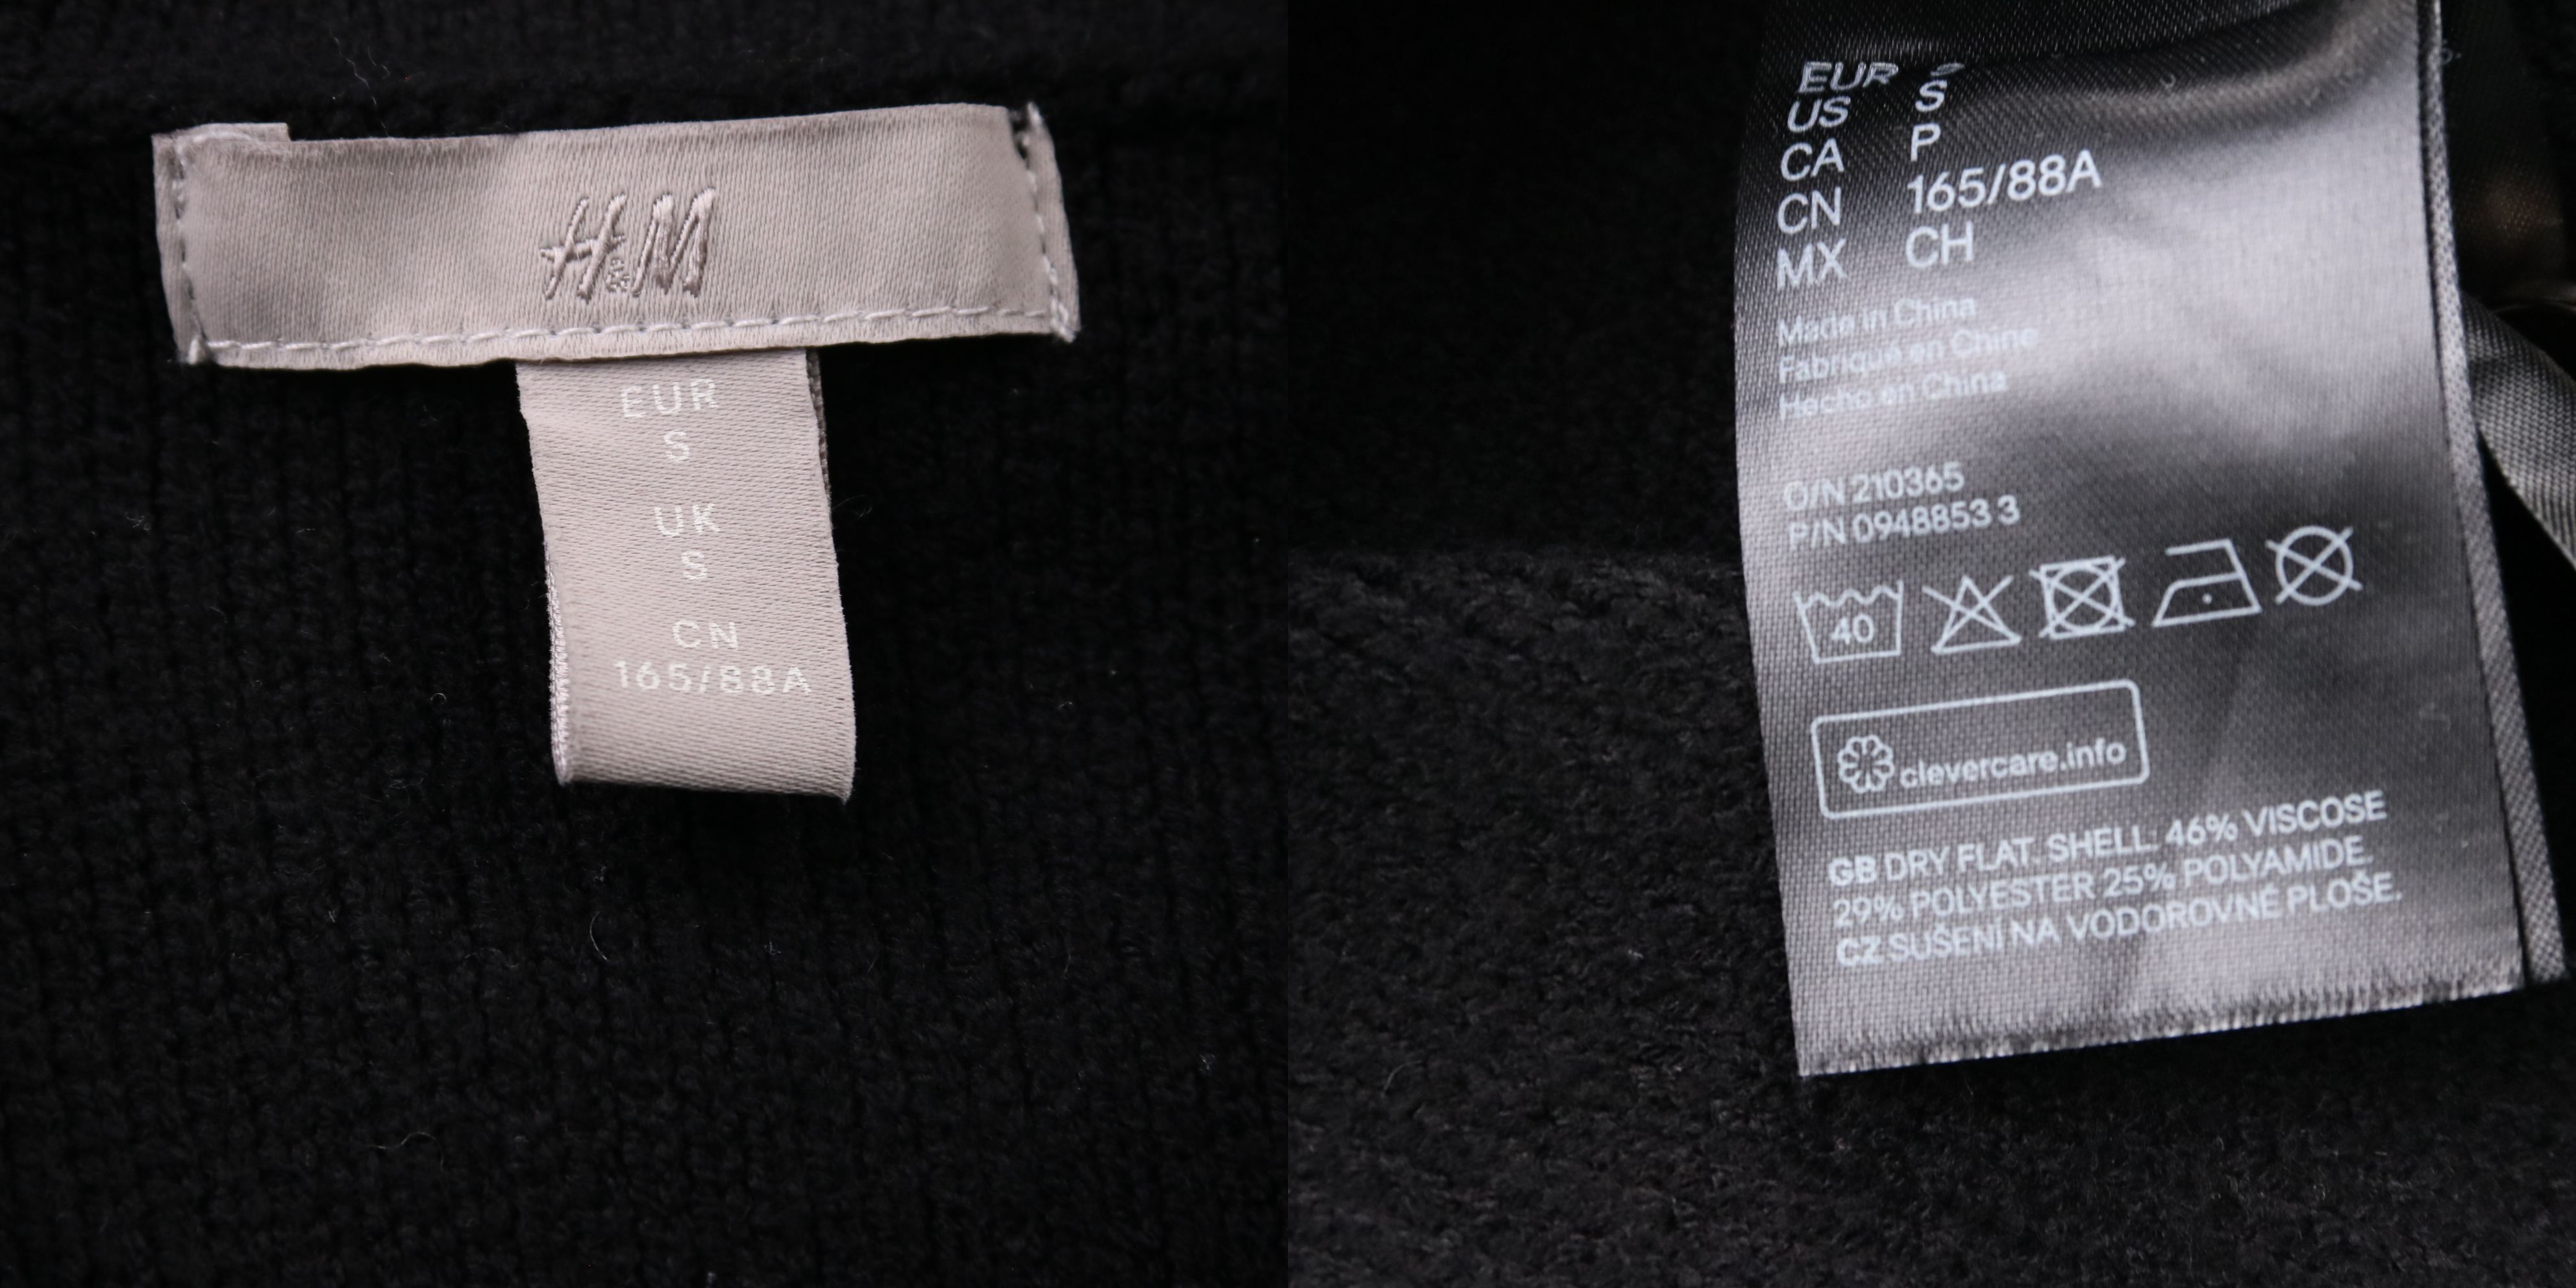 H&M
EUR
S
UK
S
CN
165/88A
EUR S
US S
CA P
CN 165/88A
MX CH
Made in China
Fabriqué en Chine
Hecho en China
O/N 210365
P/N 0948853 3
40
clevercare.info
GB DRY FLAT. SHELL: 46% VISCOSE
29% POLYESTER 25% POLYAMIDE.
CZ SUŠENÍ NA VODOROVNÉ PLOŠE.